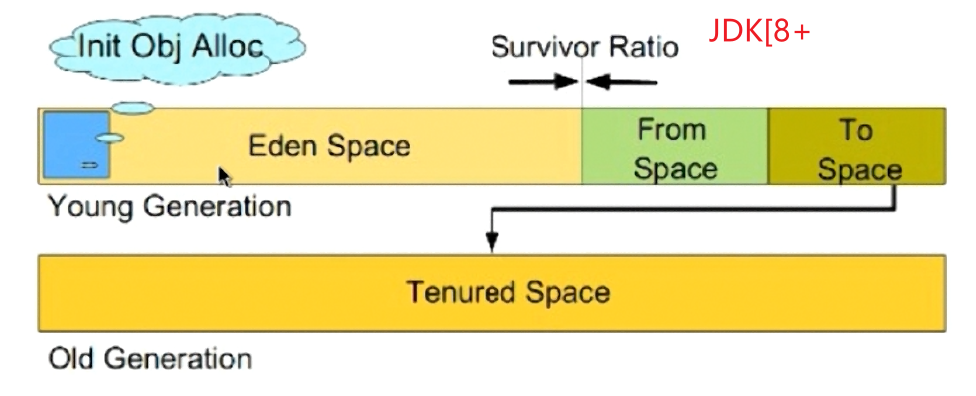 Init Obj Alloc
Survivor Ratio
JDK[8+
Eden Space
From
Space
To
Space
Young Generation
Tenured Space
Old Generation